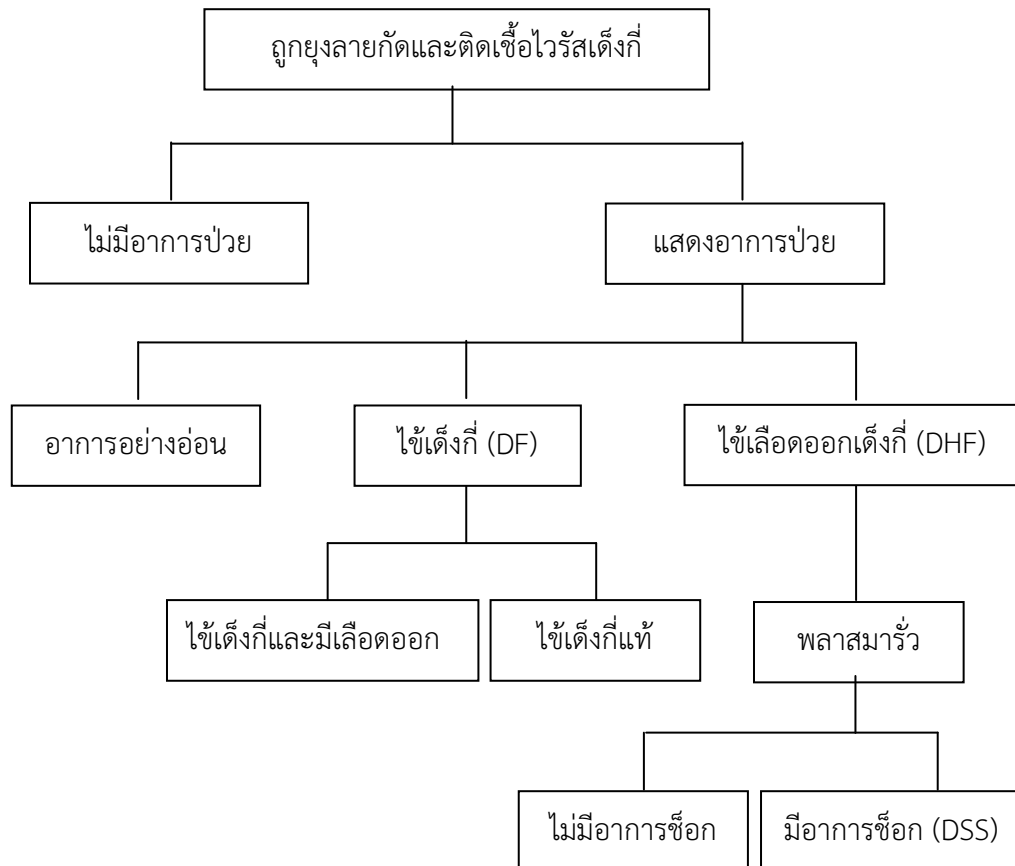 ถูกยุงลายกัดและติดเชื้อไวรัสเด็งกี่
ไม่มีอาการป่วย
แสดงอาการป่วย
อาการอย่างอ่อน
ไข้เด็งกี่ (DF)
ไข้เลือดออกเด็งกี่ (DHF)
ไข้เด็งกี่และมีเลือดออก
ไข้เด็งกี่แท้
พลาสมารั่ว
ไม่มีอาการช็อก
มีอาการช็อก (DSS)